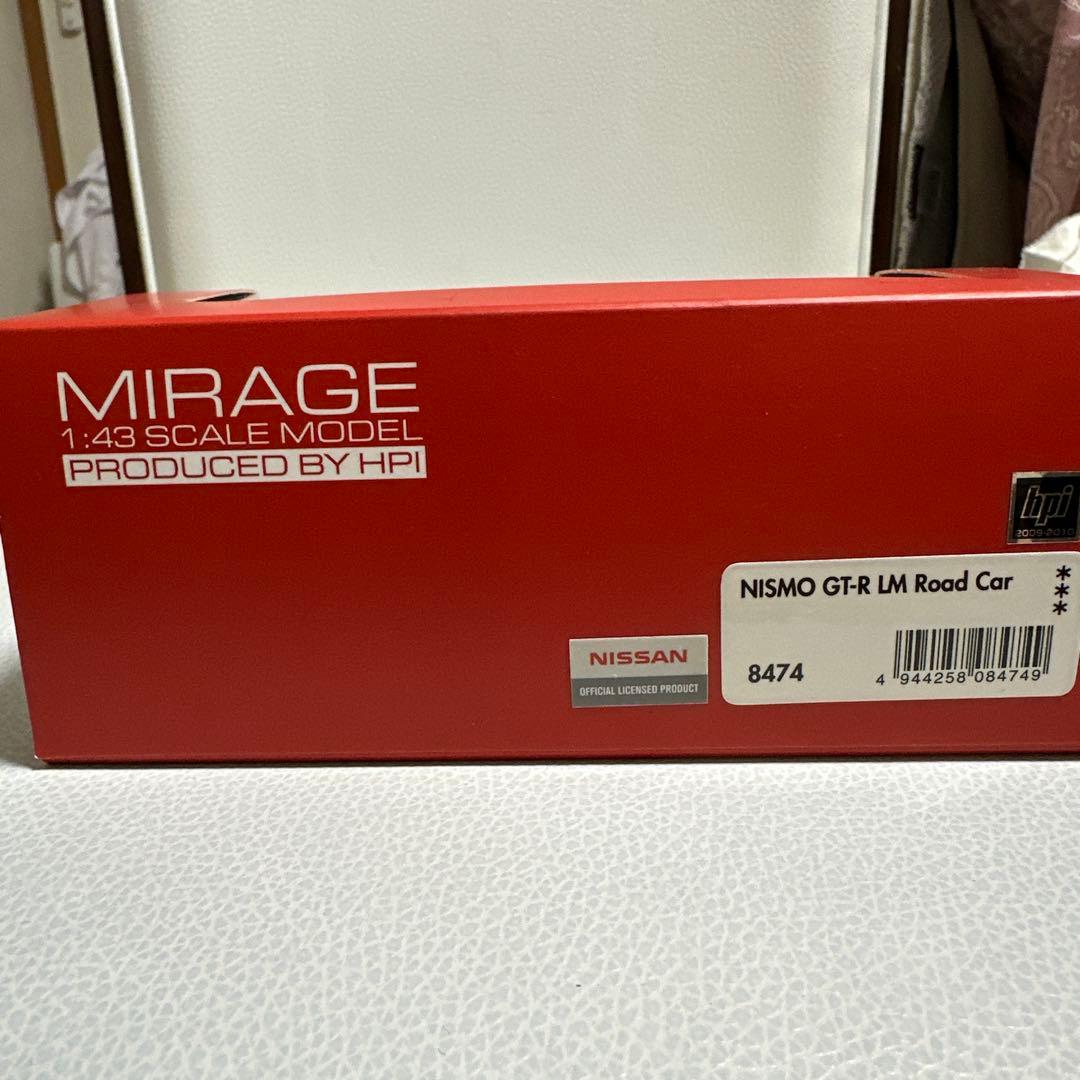 MIRAGE
1:43 SCALE MODEL
PRODUCED BY HPI
hpi
2009-2010
NISMO GT-R LM Road Car
***
NISSAN
OFFICIAL LICENSED PRODUCT
8474
4 944258 084749